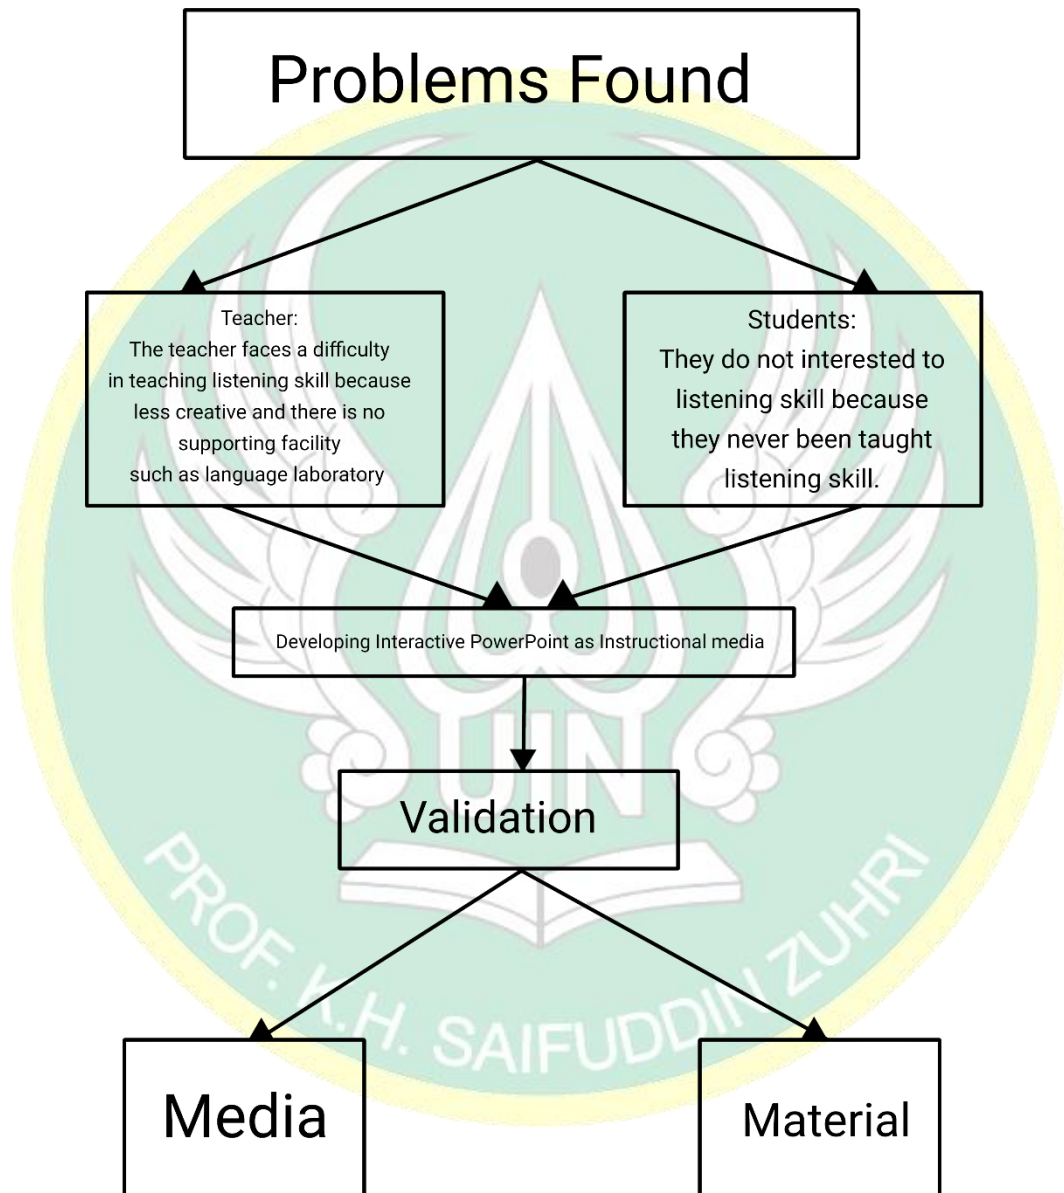 Problems Found
Teacher:
The teacher faces a difficulty
in teaching listening skill because
less creative and there is no
supporting facility
such as language laboratory
Students:
They do not interested to
listening skill because
they never been taught
listening skill.
Developing Interactive PowerPoint as Instructional media
UIN
Validation
PROF. K.H. SAIFUDDIN ZUHRI
Media
Material